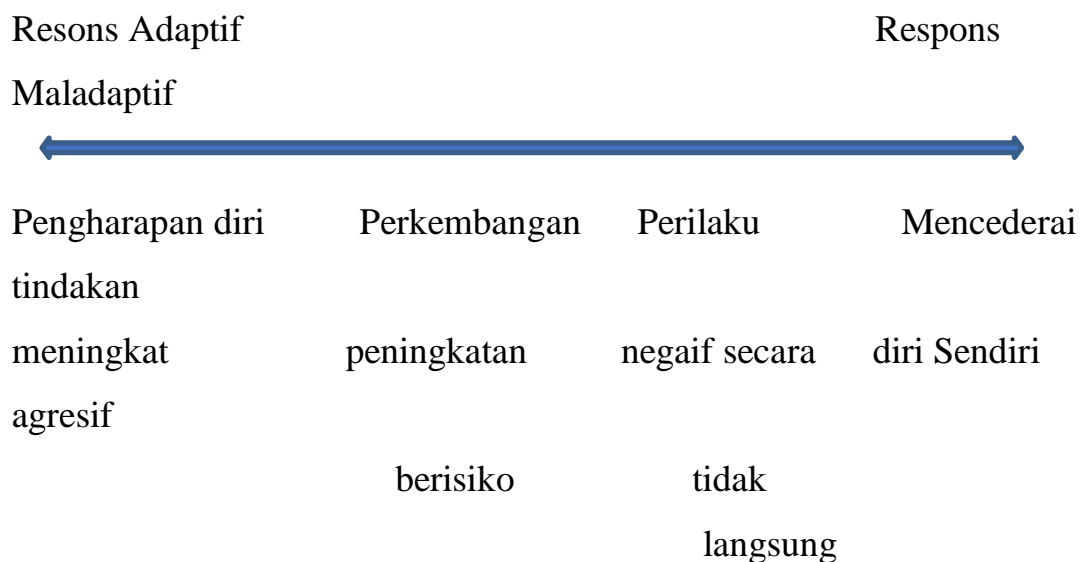 Resons Adaptif Respons
Maladaptif
Pengharapan diri Perkembangan Perilaku Mencederai
tindakan
meningkat peningkatan negaif secara diri Sendiri
agresif
berisiko tidak
langsung